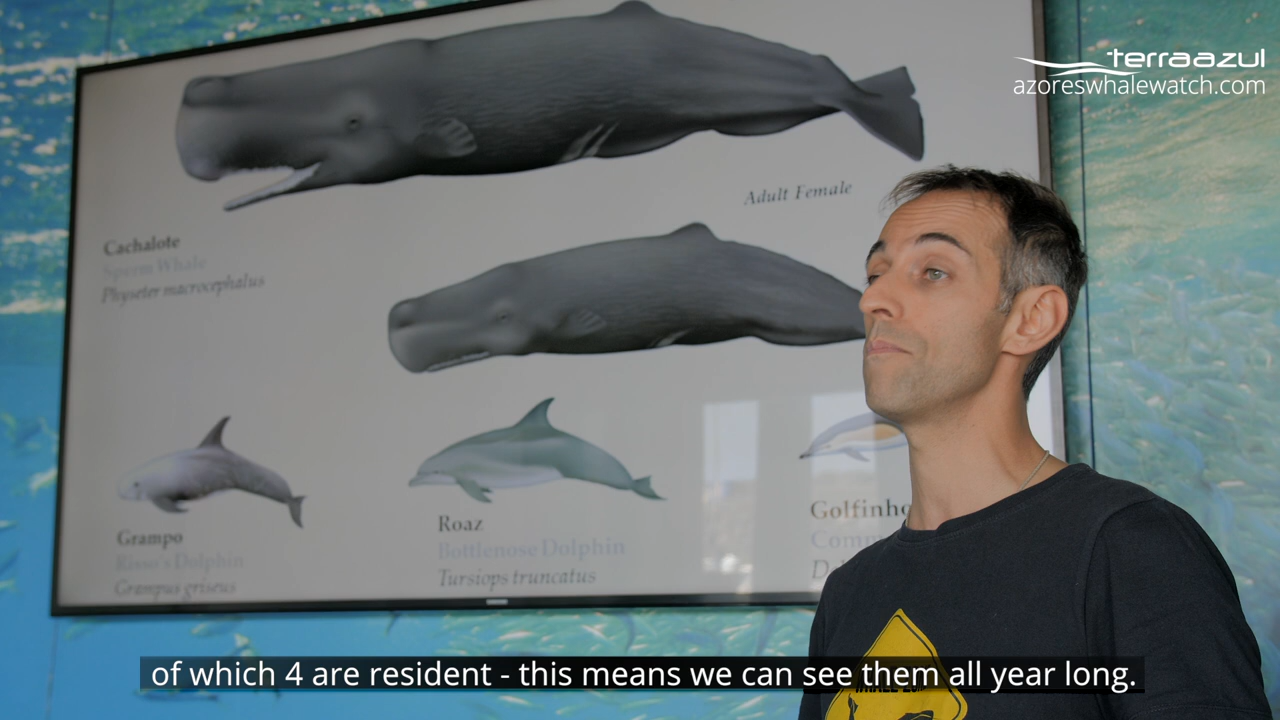 terraazul
azoreswhalewatch.com
Adult Female
Cachalote
Sperm Whale
Physeter macrocephalus
Grampo
Risso's Dolphin
Grampus griseus
Roaz
Bottlenose Dolphin
Tursiops truncatus
Golfinho
of which 4 are resident - this means we can see them all year long.